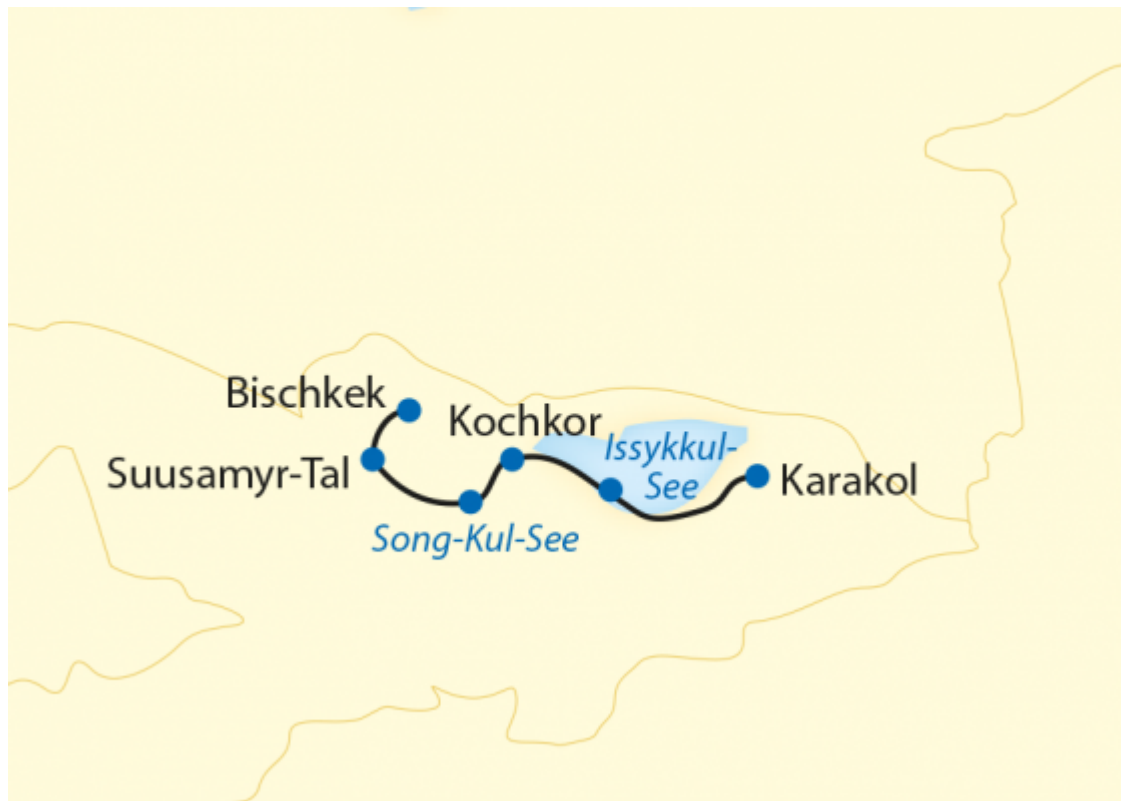 Bischkek
Kochkor
Issykkul-
See
Suusamyr-Tal
Karakol
Song-Kul-See